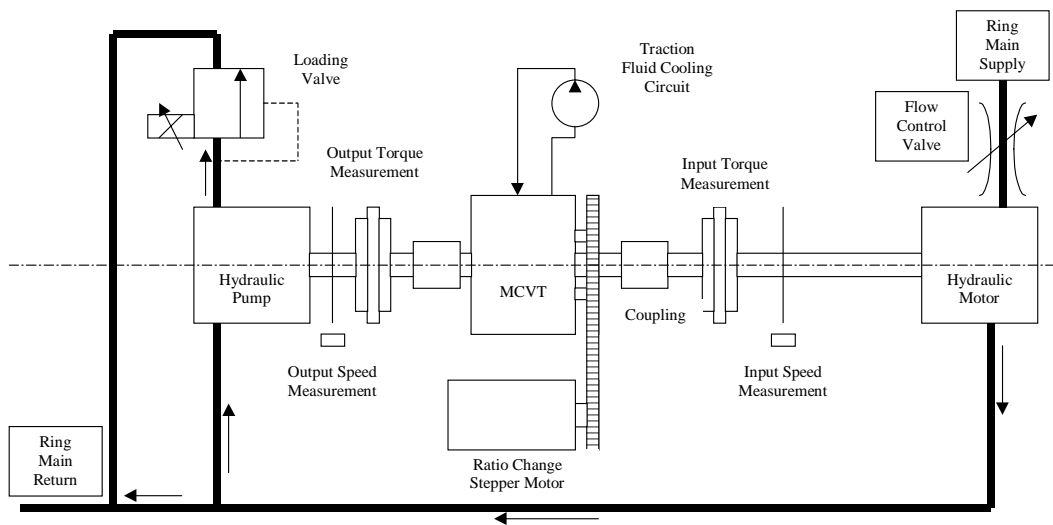 Loading
Valve
Traction
Fluid Cooling
Circuit
Ring
Main
Supply
Flow
Control
Valve
Output Torque
Measurement
Input Torque
Measurement
Hydraulic
Pump
MCVT
Coupling
Hydraulic
Motor
Output Speed
Measurement
Input Speed
Measurement
Ring
Main
Return
Ratio Change
Stepper Motor